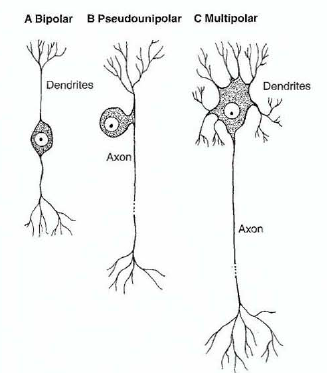 A Bipolar B Pseudounipolar C Multipolar
Dendrites
Dendrites
Axon
Axon